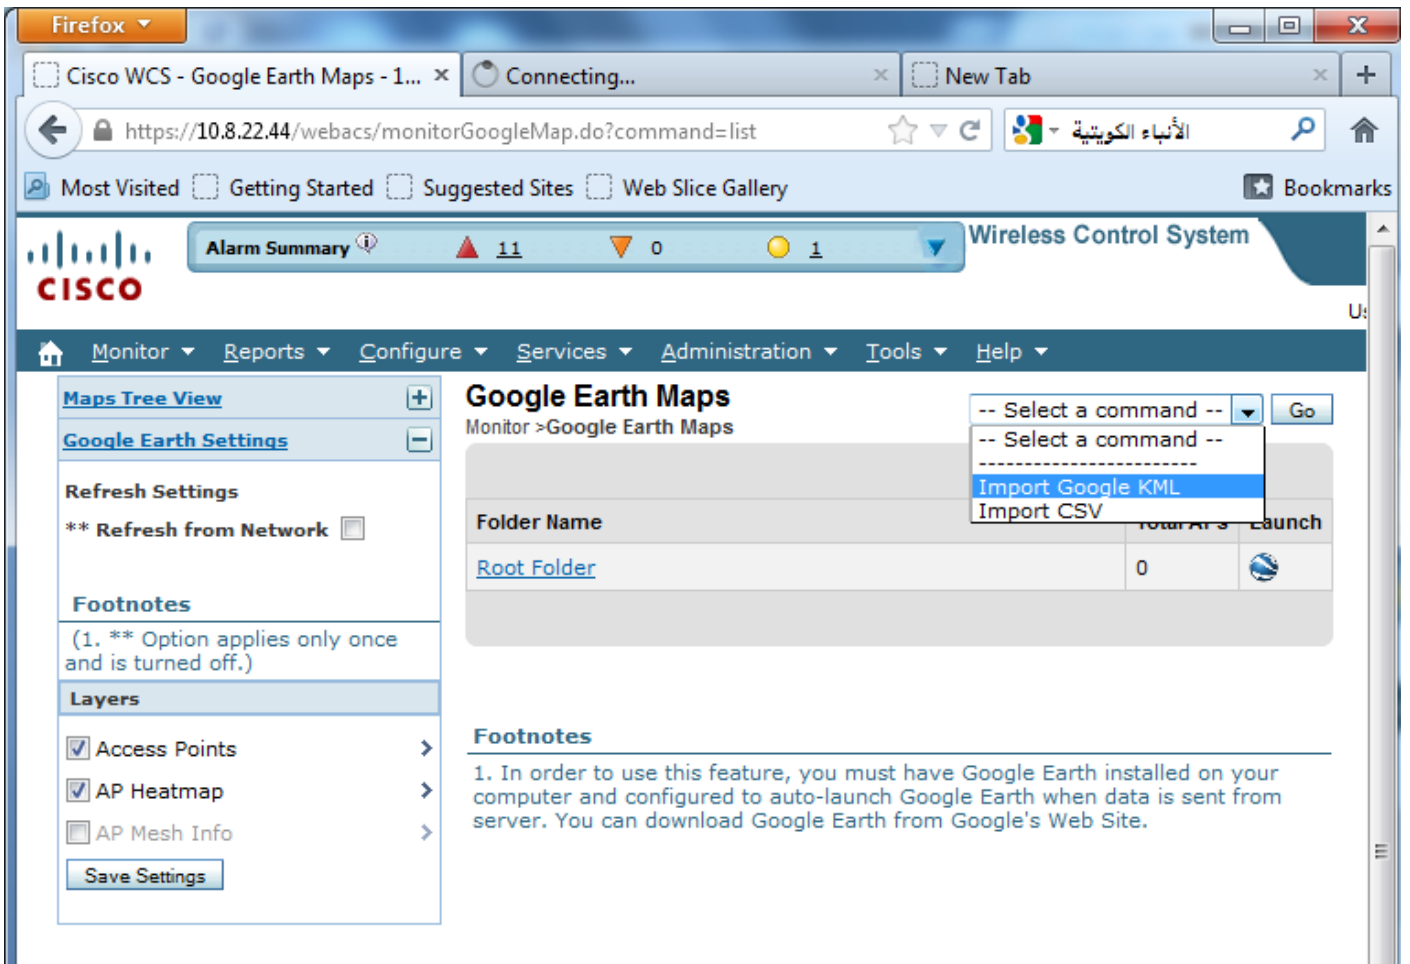 Firefox
Cisco WCS - Google Earth Maps - 1...
Connecting...
New Tab
https://10.8.22.44/webacs/monitorGoogleMap.do?command=list
الأنباء الكويتية
Most Visited
Getting Started
Suggested Sites
Web Slice Gallery
Bookmarks
CISCO
Alarm Summary
11
0
1
Wireless Control System
Monitor
Reports
Configure
Services
Administration
Tools
Help
Maps Tree View
Google Earth Settings
Refresh Settings
** Refresh from Network
Footnotes
(1. ** Option applies only once
and is turned off.)
Layers
Access Points
AP Heatmap
AP Mesh Info
Save Settings
Google Earth Maps
Monitor >Google Earth Maps
-- Select a command --
Go
-- Select a command --
------------------------
Import Google KML
Import CSV
Folder Name
Total APs
Launch
Root Folder
0
Footnotes
1. In order to use this feature, you must have Google Earth installed on your
computer and configured to auto-launch Google Earth when data is sent from
server. You can download Google Earth from Google's Web Site.